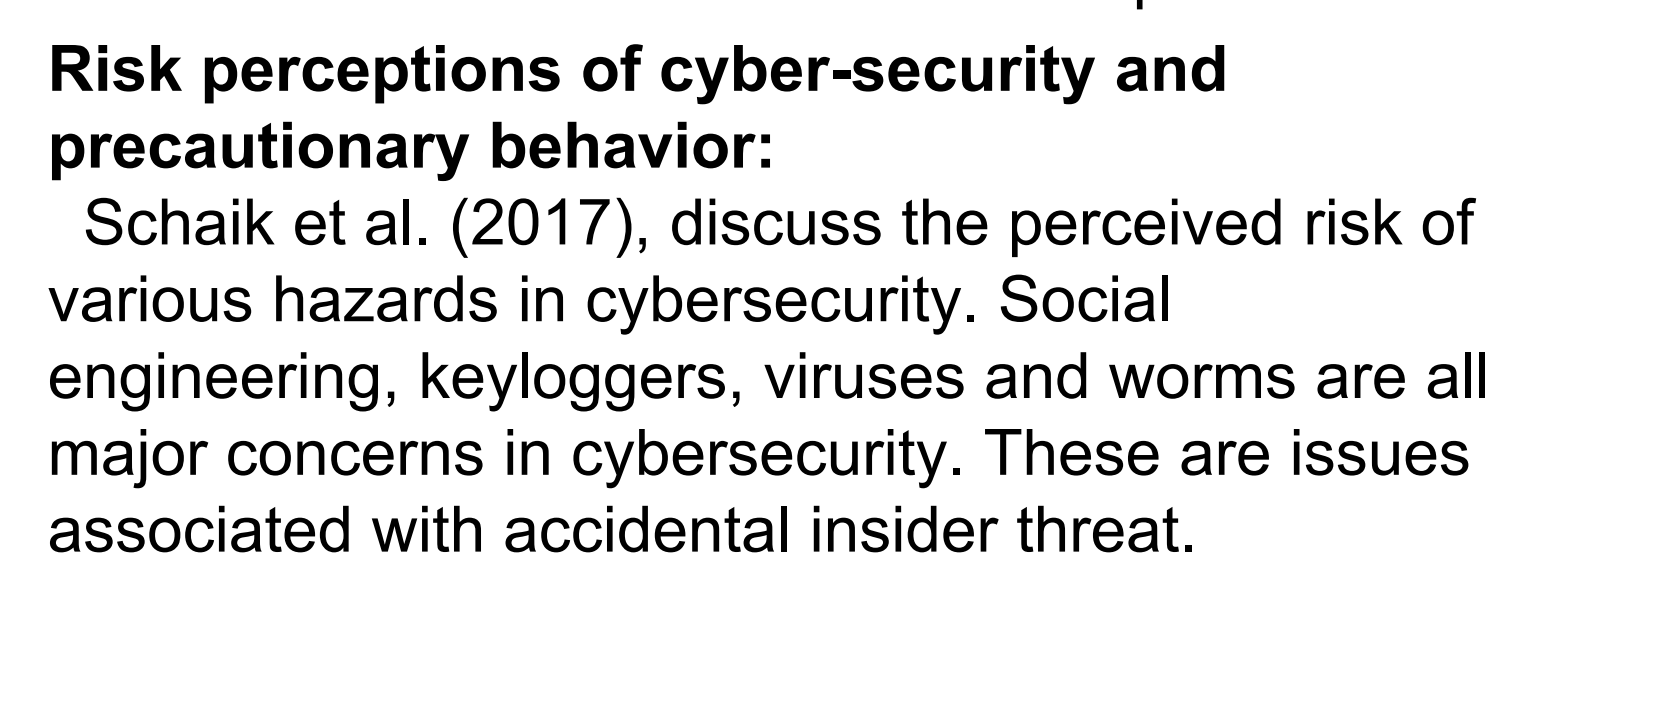 Risk perceptions of cyber-security and
precautionary behavior:
Schaik et al. (2017), discuss the perceived risk of
various hazards in cybersecurity. Social
engineering, keyloggers, viruses and worms are all
major concerns in cybersecurity. These are issues
associated with accidental insider threat.